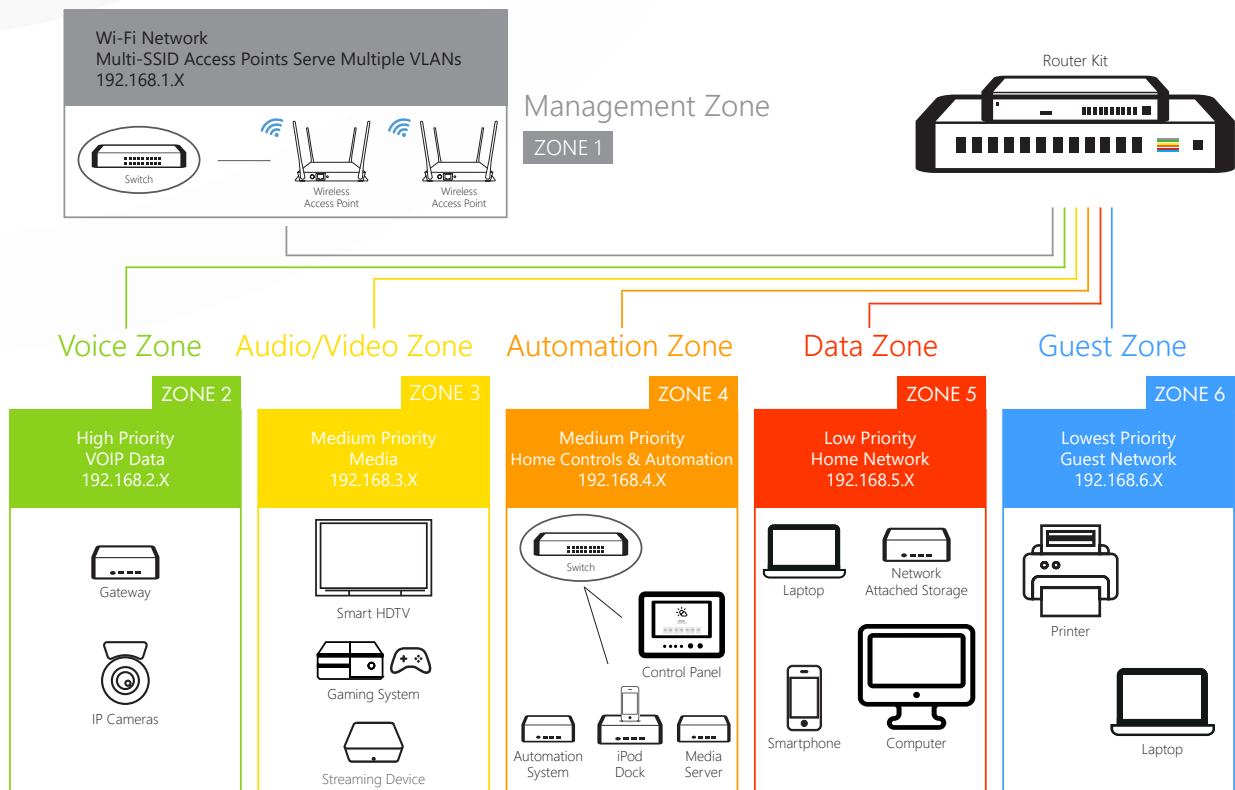 Wi-Fi Network
Multi-SSID Access Points Serve Multiple VLANs
192.168.1.X
Switch
Wireless
Access Point
Wireless
Access Point
Management Zone
ZONE 1
Router Kit
Voice Zone
ZONE 2
High Priority
VOIP Data
192.168.2.X
Gateway
IP Cameras
Audio/Video Zone
ZONE 3
Medium Priority
Media
192.168.3.X
Smart HDTV
Gaming System
Streaming Device
Automation Zone
ZONE 4
Medium Priority
Home Controls & Automation
192.168.4.X
Switch
Control Panel
Automation
System
iPod
Dock
Media
Server
Data Zone
ZONE 5
Low Priority
Home Network
192.168.5.X
Laptop
Network
Attached Storage
Smartphone
Computer
Guest Zone
ZONE 6
Lowest Priority
Guest Network
192.168.6.X
Printer
Laptop